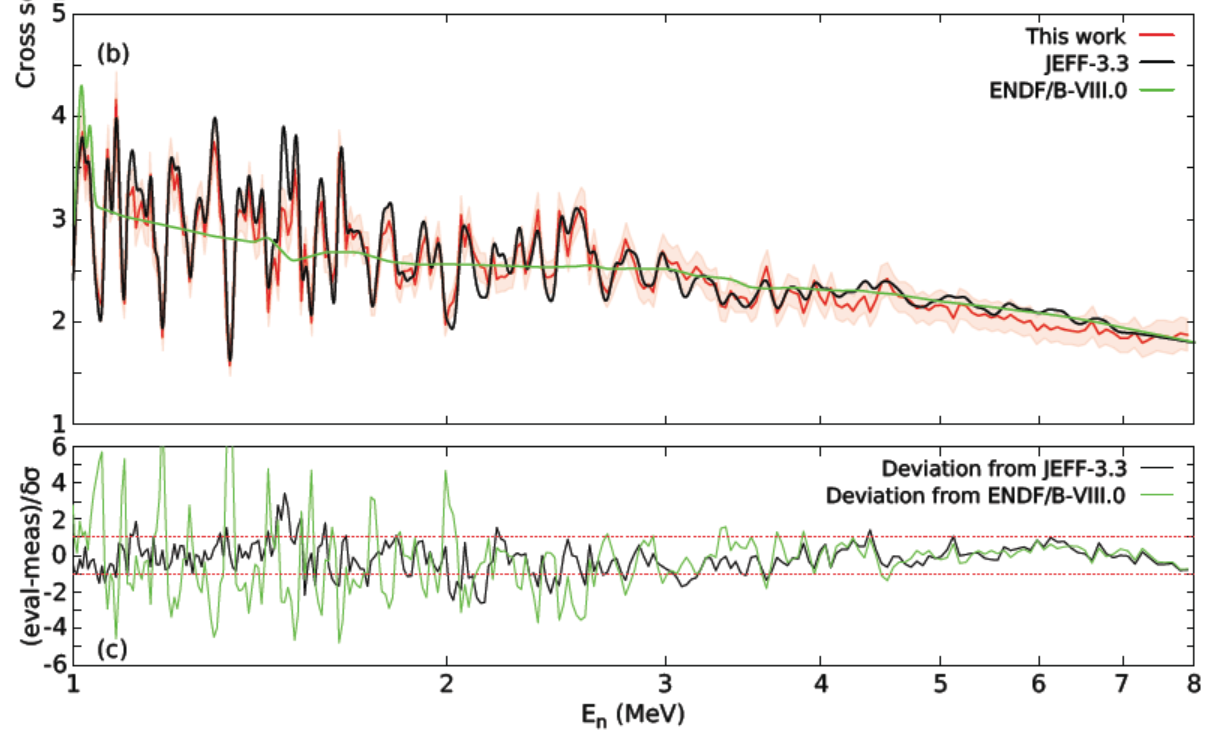 Cross se
5
(b)
This work
JEFF-3.3
ENDF/B-VIII.0
4
3
2
1
6
Deviation from JEFF-3.3
Deviation from ENDF/B-VIII.0
4
2
0
-2
-4
-6
(eval-meas)/δσ
(c)
1 2 3 4 5 6 7 8
En (MeV)